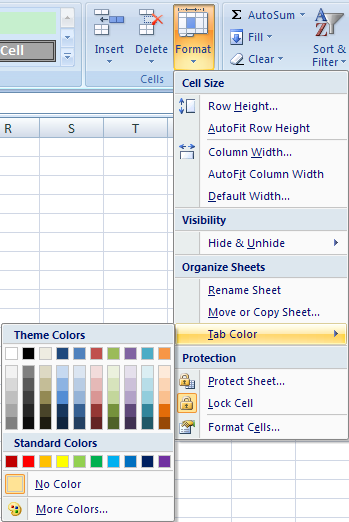 Σ AutoSum
Cell
Insert Delete Format
Fill
Clear
Sort &
Filter
Cells
R S T
Cell Size
Row Height...
AutoFit Row Height
Column Width...
AutoFit Column Width
Default Width...
Visibility
Hide & Unhide
Organize Sheets
Rename Sheet
Move or Copy Sheet...
Tab Color
Protection
Protect Sheet...
Lock Cell
Format Cells...
Theme Colors
Standard Colors
No Color
More Colors...